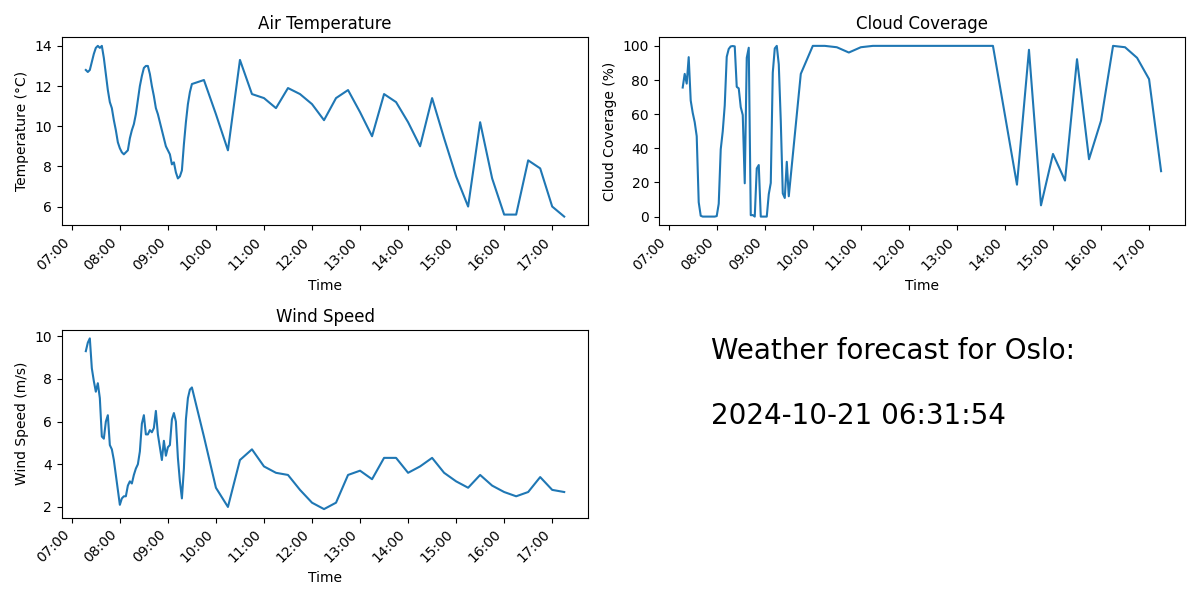 Air Temperature
Temperature (°C)
14
12
10
8
6
07:00 08:00 09:00 10:00 11:00 12:00 13:00 14:00 15:00 16:00 17:00
Time
Cloud Coverage
Cloud Coverage (%)
100
80
60
40
20
0
07:00 08:00 09:00 10:00 11:00 12:00 13:00 14:00 15:00 16:00 17:00
Time
Wind Speed
Wind Speed (m/s)
10
8
6
4
2
07:00 08:00 09:00 10:00 11:00 12:00 13:00 14:00 15:00 16:00 17:00
Time
Weather forecast for Oslo:
2024-10-21 06:31:54